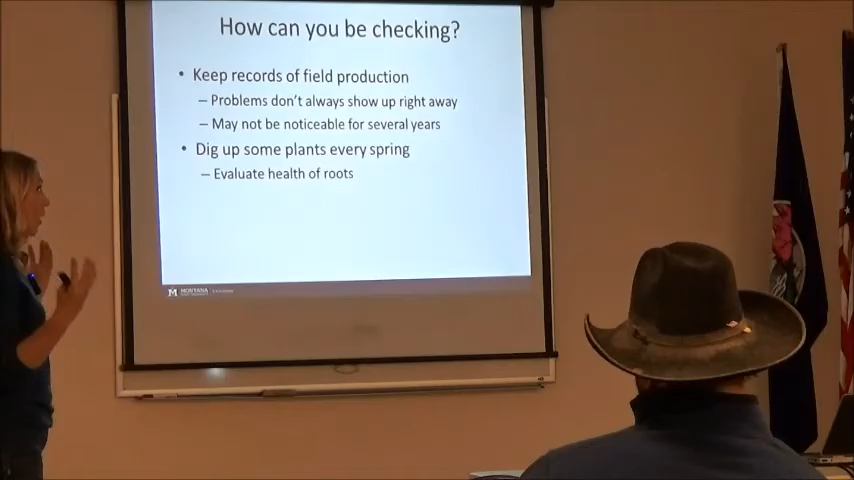 How can you be checking?
• Keep records of field production
– Problems don't always show up right away
– May not be noticeable for several years
• Dig up some plants every spring
– Evaluate health of roots
M MONTANA